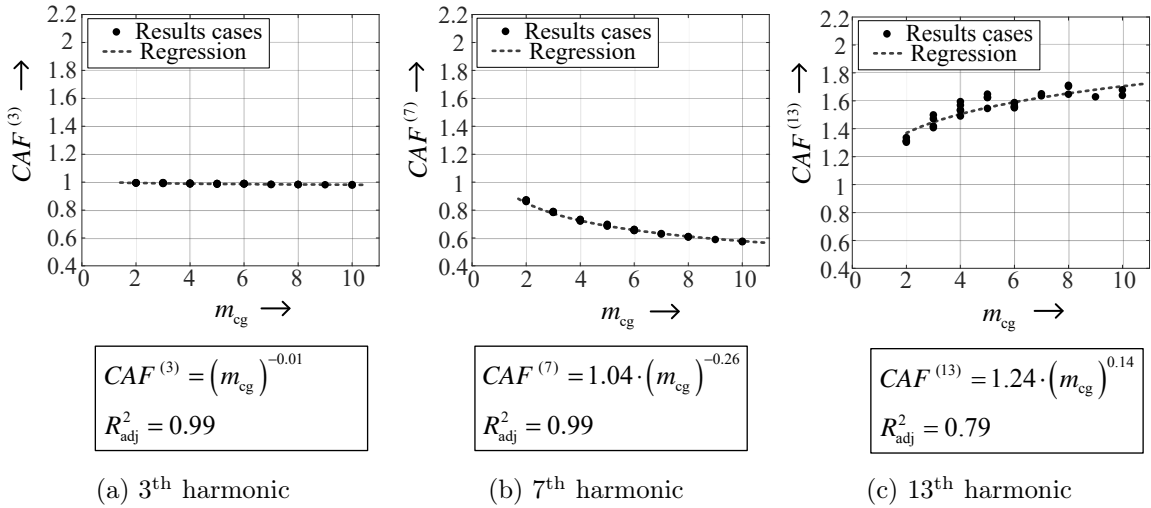 2.2
2
1.8
1.6
1.4
1.2
1
0.8
0.6
0.4
0 2 4 6 8 10
CAF (3) →
m_cg →
Results cases
Regression
CAF (3) = (m_cg)^−0.01
R²_adj = 0.99
(a) 3th harmonic
2.2
2
1.8
1.6
1.4
1.2
1
0.8
0.6
0.4
0 2 4 6 8 10
CAF (7) →
m_cg →
Results cases
Regression
CAF (7) = 1.04·(m_cg)^−0.26
R²_adj = 0.99
(b) 7th harmonic
2.2
2
1.8
1.6
1.4
1.2
1
0.8
0.6
0.4
0 2 4 6 8 10
CAF (13) →
m_cg →
Results cases
Regression
CAF (13) = 1.24·(m_cg)^0.14
R²_adj = 0.79
(c) 13th harmonic